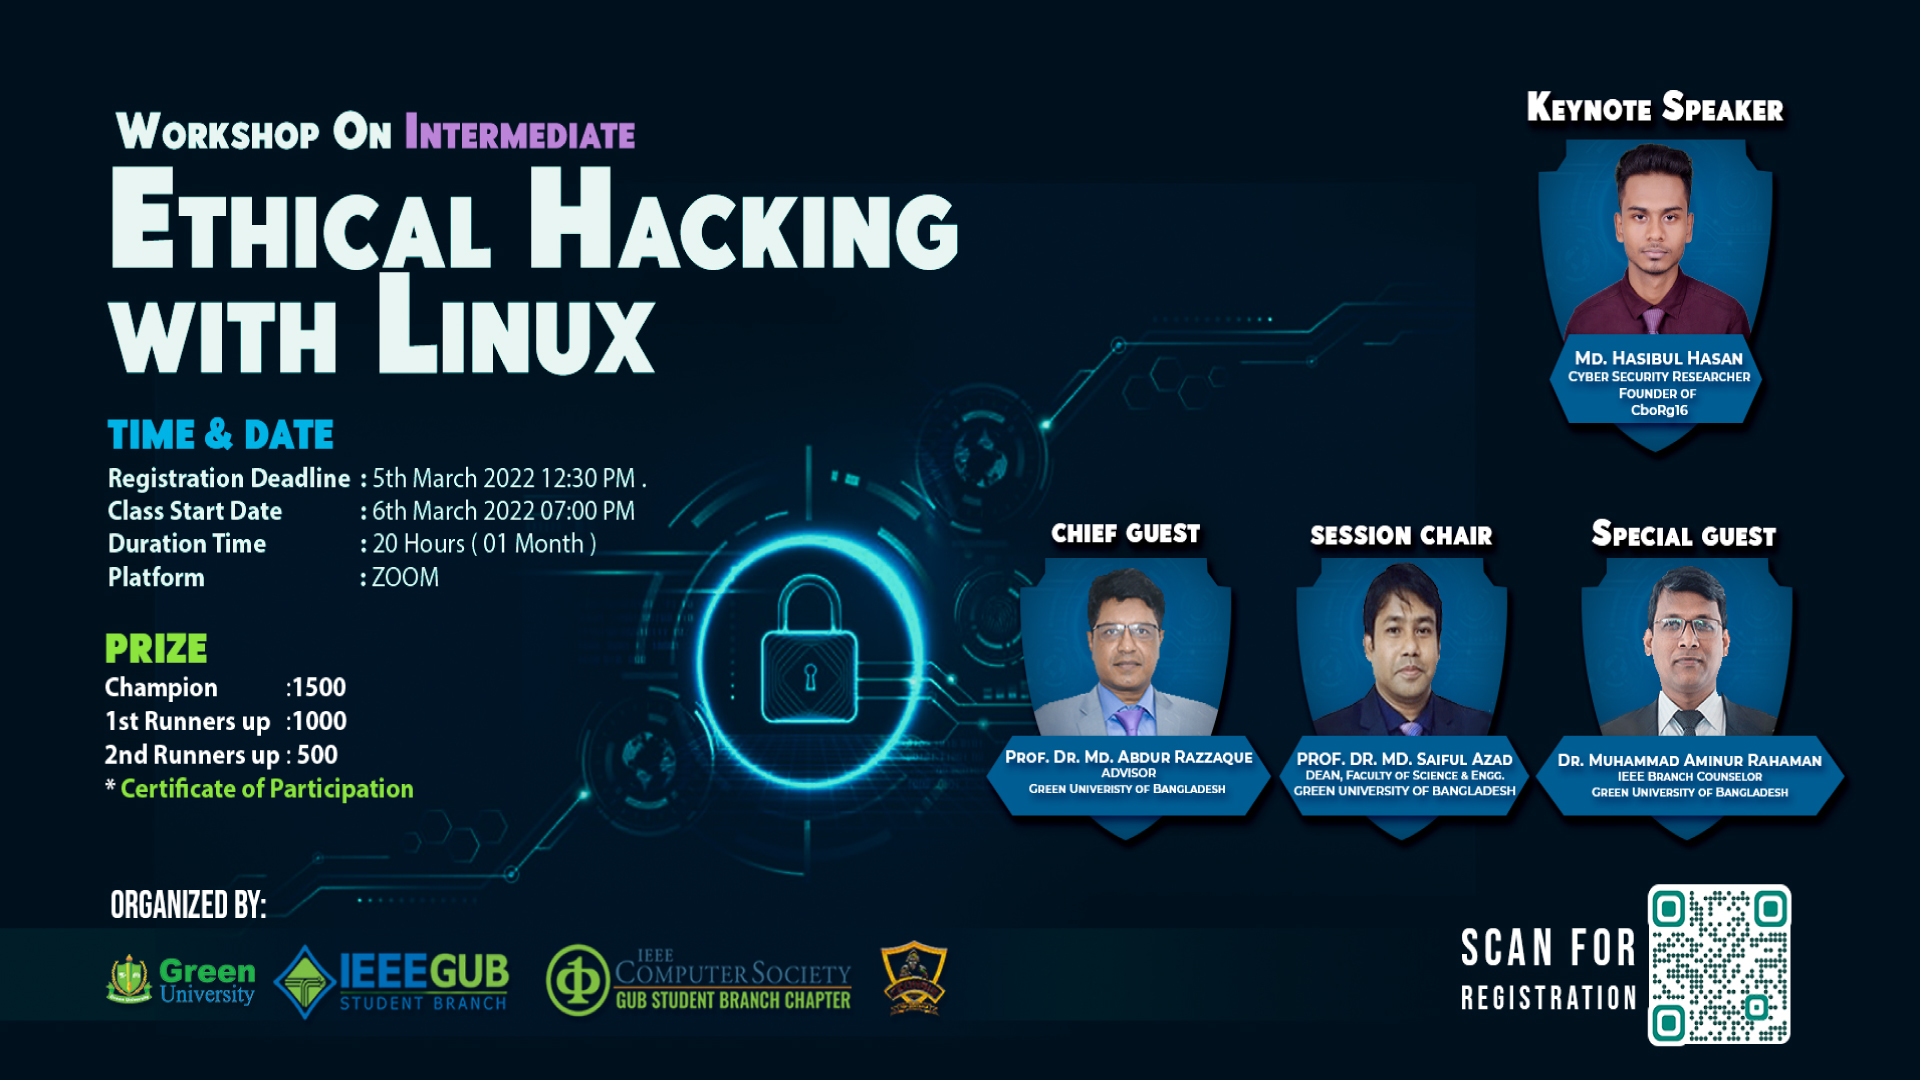 Workshop On Intermediate
Ethical Hacking
with Linux
TIME & DATE
Registration Deadline : 5th March 2022 12:30 PM .
Class Start Date : 6th March 2022 07:00 PM
Duration Time : 20 Hours ( 01 Month )
Platform : ZOOM
PRIZE
Champion :1500
1st Runners up :1000
2nd Runners up : 500
* Certificate of Participation
Keynote Speaker
Md. Hasibul Hasan
Cyber Security Researcher
Founder of
CboRg16
CHIEF GUEST
Prof. Dr. Md. Abdur Razzaque
Advisor
Green Univeristy of Bangladesh
SESSION CHAIR
PROF. DR. MD. SAIFUL AZAD
DEAN, Faculty of Science & Engg.
GREEN UNIVERSITY OF BANGLADESH
Special guest
Dr. Muhammad Aminur Rahaman
IEEE Branch Counselor
Green University of Bangladesh
ORGANIZED BY:
Green
University
IEEEGUB
STUDENT BRANCH
IEEE
COMPUTER SOCIETY
GUB STUDENT BRANCH CHAPTER
SCAN FOR
REGISTRATION